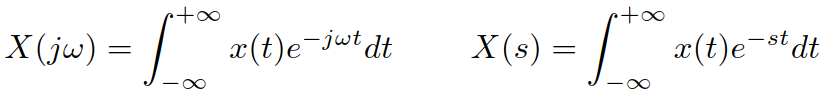 X(jω) = ∫_{−∞}^{+∞} x(t)e^{−jωt}dt X(s) = ∫_{−∞}^{+∞} x(t)e^{−st}dt